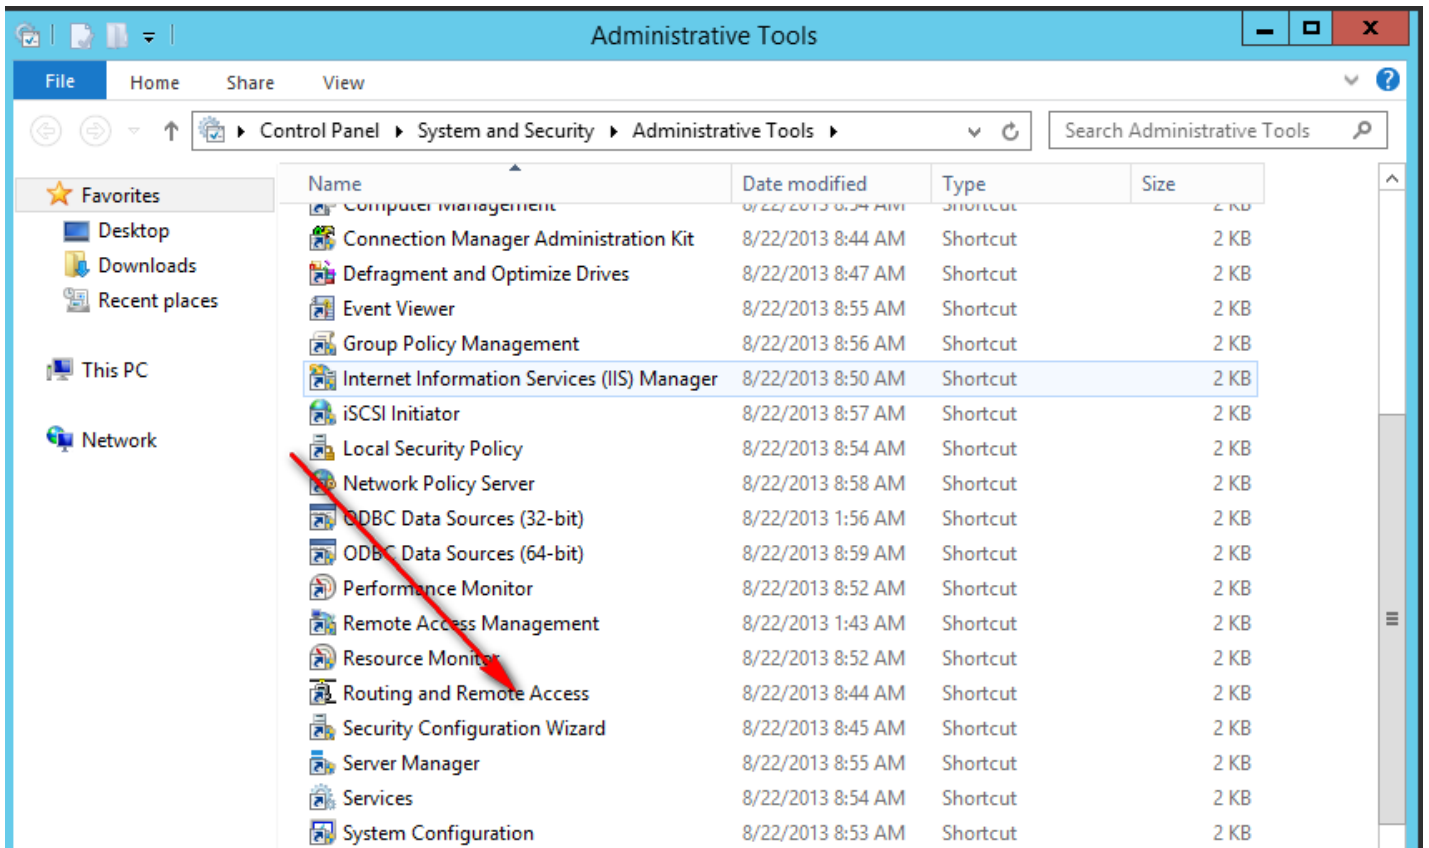 Administrative Tools
File Home Share View
Control Panel System and Security Administrative Tools Search Administrative Tools
Name Date modified Type Size
Favorites
Desktop
Downloads
Recent places
This PC
Network
Computer Management 8/22/2013 8:54 AM Shortcut 2 KB
Connection Manager Administration Kit 8/22/2013 8:44 AM Shortcut 2 KB
Defragment and Optimize Drives 8/22/2013 8:47 AM Shortcut 2 KB
Event Viewer 8/22/2013 8:55 AM Shortcut 2 KB
Group Policy Management 8/22/2013 8:56 AM Shortcut 2 KB
Internet Information Services (IIS) Manager 8/22/2013 8:50 AM Shortcut 2 KB
iSCSI Initiator 8/22/2013 8:57 AM Shortcut 2 KB
Local Security Policy 8/22/2013 8:54 AM Shortcut 2 KB
Network Policy Server 8/22/2013 8:58 AM Shortcut 2 KB
ODBC Data Sources (32-bit) 8/22/2013 1:56 AM Shortcut 2 KB
ODBC Data Sources (64-bit) 8/22/2013 8:59 AM Shortcut 2 KB
Performance Monitor 8/22/2013 8:52 AM Shortcut 2 KB
Remote Access Management 8/22/2013 1:43 AM Shortcut 2 KB
Resource Monitor 8/22/2013 8:52 AM Shortcut 2 KB
Routing and Remote Access 8/22/2013 8:44 AM Shortcut 2 KB
Security Configuration Wizard 8/22/2013 8:45 AM Shortcut 2 KB
Server Manager 8/22/2013 8:55 AM Shortcut 2 KB
Services 8/22/2013 8:54 AM Shortcut 2 KB
System Configuration 8/22/2013 8:53 AM Shortcut 2 KB